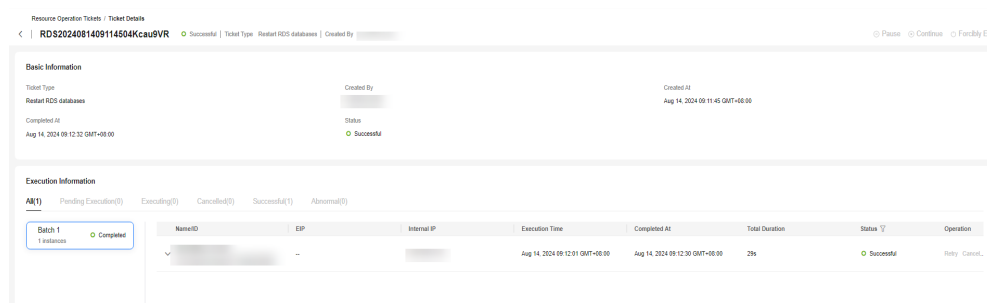 Resource Operation Tickets / Ticket Details
RDS2024081409114504Kcau9VR Successful | Ticket Type Restart RDS databases | Created By
Pause Continue Forcibly E
Basic Information
Ticket Type Created By Created At
Restart RDS databases Aug 14, 2024 09:11:45 GMT+08:00
Completed At Status
Aug 14, 2024 09:12:32 GMT+08:00 Successful
Execution Information
All(1) Pending Execution(0) Executing(0) Cancelled(0) Successful(1) Abnormal(0)
Batch 1 Completed
1 instances
Name/ID EIP Internal IP Execution Time Completed At Total Duration Status Operation
-- Aug 14, 2024 09:12:01 GMT+08:00 Aug 14, 2024 09:12:30 GMT+08:00 29s Successful Retry Cancel...